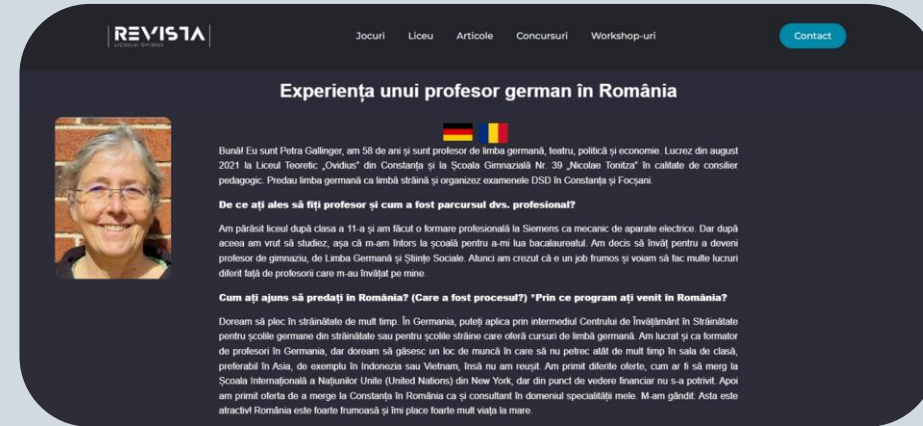 REVISTA
LICEULUI OVIDIUS
Jocuri Liceu Articole Concursuri Workshop-uri Contact
Experiența unui profesor german în România
Bună! Eu sunt Petra Gallinger, am 58 de ani și sunt profesor de limba germană, teatru, politică și economie. Lucrez din august
2021 la Liceul Teoretic „Ovidius” din Constanța și la Școala Gimnazială Nr. 39 „Nicolae Tonitza” în calitate de consilier
pedagogic. Predau limba germană ca limbă străină și organizez examenele DSD în Constanța și Focșani.
De ce ați ales să fiți profesor și cum a fost parcursul dvs. profesional?
Am părăsit liceul după clasa a 11-a și am făcut o formare profesională la Siemens ca mecanic de aparate electrice. Dar după
aceea am vrut să studiez, așa că m-am întors la școală pentru a-mi lua bacalaureatul. Am decis să învăț pentru a deveni
profesor de gimnaziu, de Limba Germană și Științe Sociale. Atunci am crezut că e un job frumos și voiam să fac multe lucruri
diferit față de profesorii care m-au învățat pe mine.
Cum ați ajuns să predați în România? (Care a fost procesul?) *Prin ce program ați venit în România?
Doream să plec în străinătate de mult timp. În Germania, puteți aplica prin intermediul Centrului de Învățământ în Străinătate
pentru școlile germane din străinătate sau pentru școlile străine care oferă cursuri de limbă germană. Am lucrat și ca formator
de profesori în Germania, dar doream să găsesc un loc de muncă în care să nu petrec atât de mult timp în sala de clasă,
preferabil în Asia, de exemplu în Indonezia sau Vietnam, însă nu am reușit. Am primit diferite oferte, cum ar fi să merg la
Școala Internațională a Națiunilor Unite (United Nations) din New York, dar din punct de vedere financiar nu s-a potrivit. Apoi
am primit oferta de a merge la Constanța în România ca și consultant în domeniul specialității mele. M-am gândit: Asta este
atractiv! România este foarte frumoasă și îmi place foarte mult viața la mare.